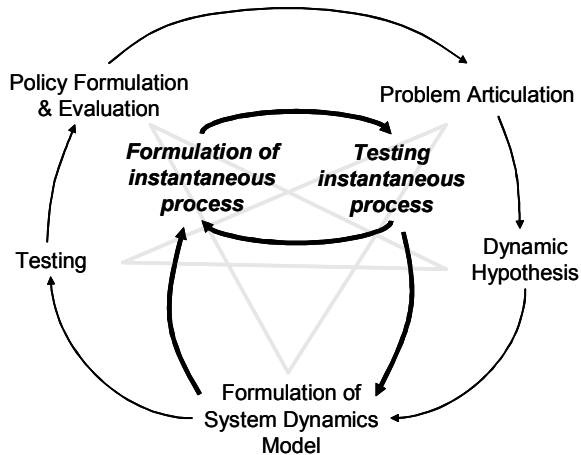 Policy Formulation
& Evaluation
Problem Articulation
Formulation of
instantaneous
process
Testing
instantaneous
process
Testing
Dynamic
Hypothesis
Formulation of
System Dynamics
Model